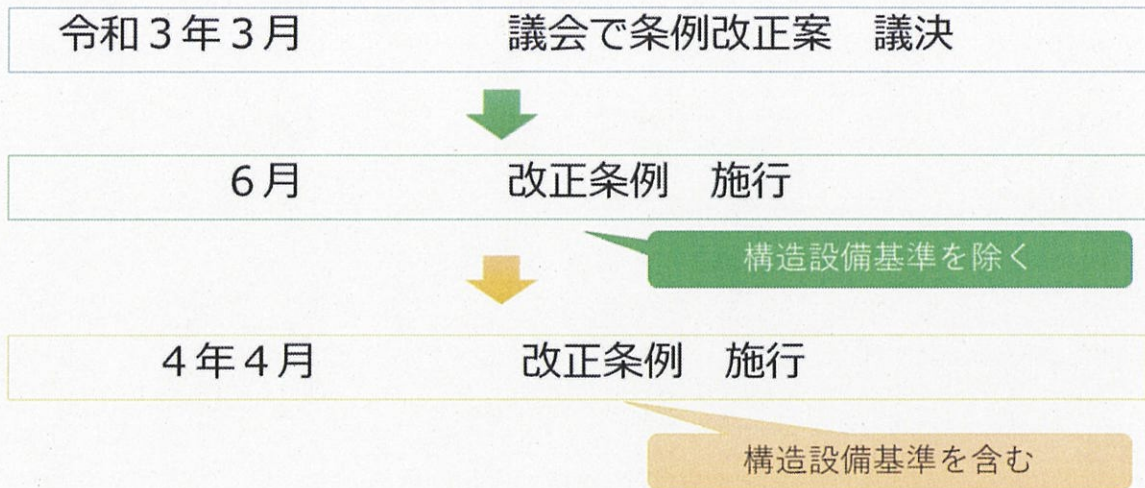 令和３年３月　議会で条例改正案　議決
６月　改正条例　施行
構造設備基準を除く
４年４月　改正条例　施行
構造設備基準を含む